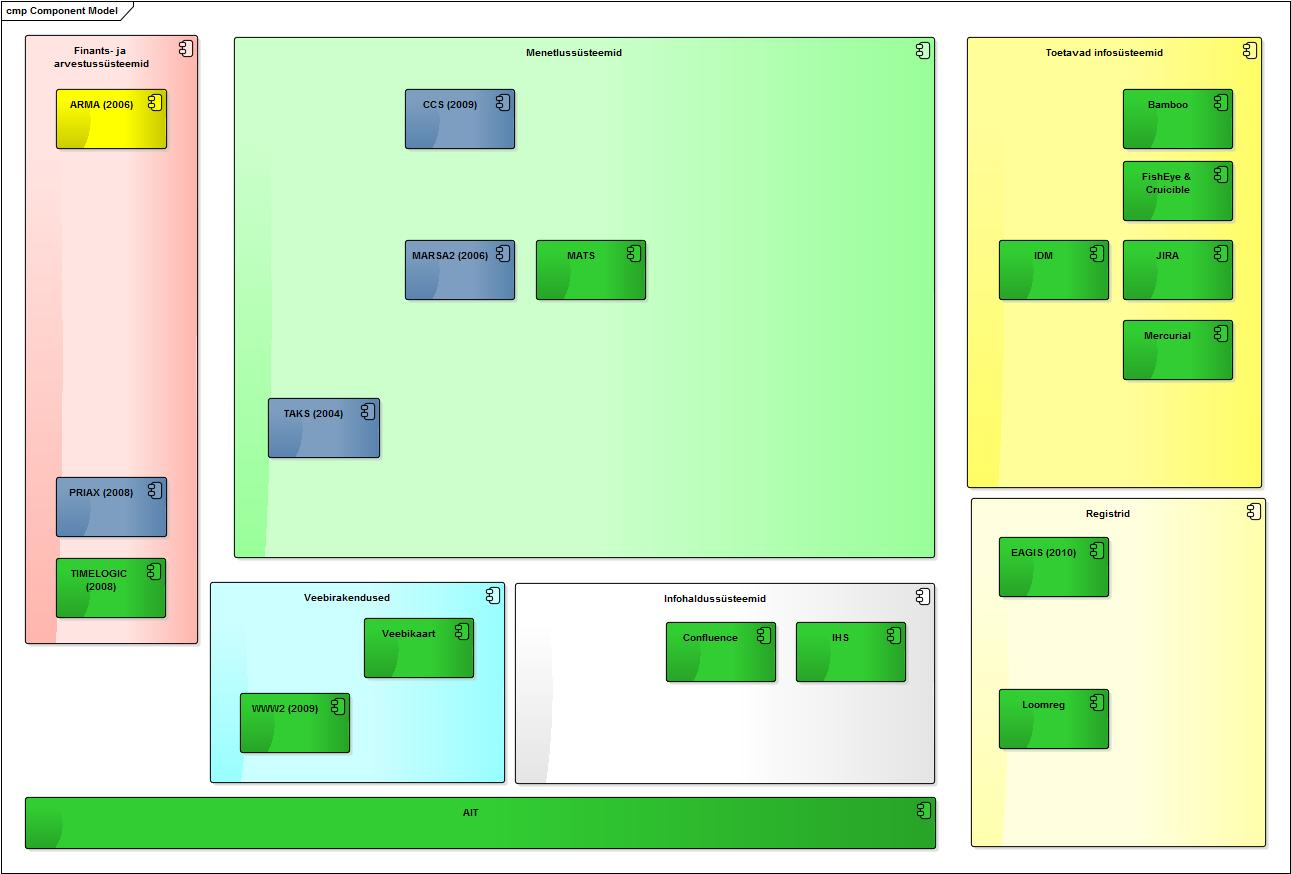 cmp Component Model
Finants- ja
arvestussüsteemid
ARMA (2006)
PRIAX (2008)
TIMELOGIC
(2008)
Menetlussüsteemid
CCS (2009)
MARSA2 (2006)
MATS
TAKS (2004)
Toetavad infosüsteemid
Bamboo
FishEye &
Cruicible
IDM
JIRA
Mercurial
Registrid
EAGIS (2010)
Loomreg
Veebirakendused
Veebikaart
WWW2 (2009)
Infohaldussüsteemid
Confluence
IHS
AIT